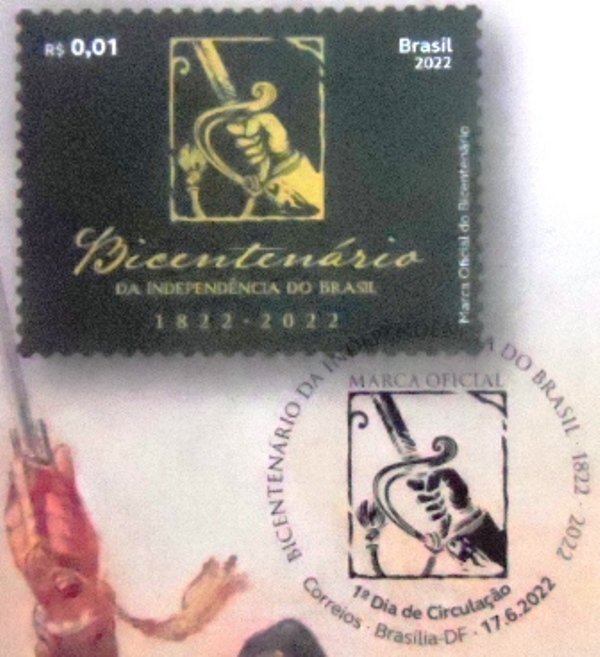 R$ 0,01
Brasil
2022
Bicentenário
DA INDEPENDÊNCIA DO BRASIL
1822 - 2022
Marca Oficial do Bicentenário
BICENTENÁRIO DA INDEPENDÊNCIA DO BRASIL · 1822 · 2022
MARCA OFICIAL
1º Dia de Circulação
Correios · Brasília-DF · 17.6.2022